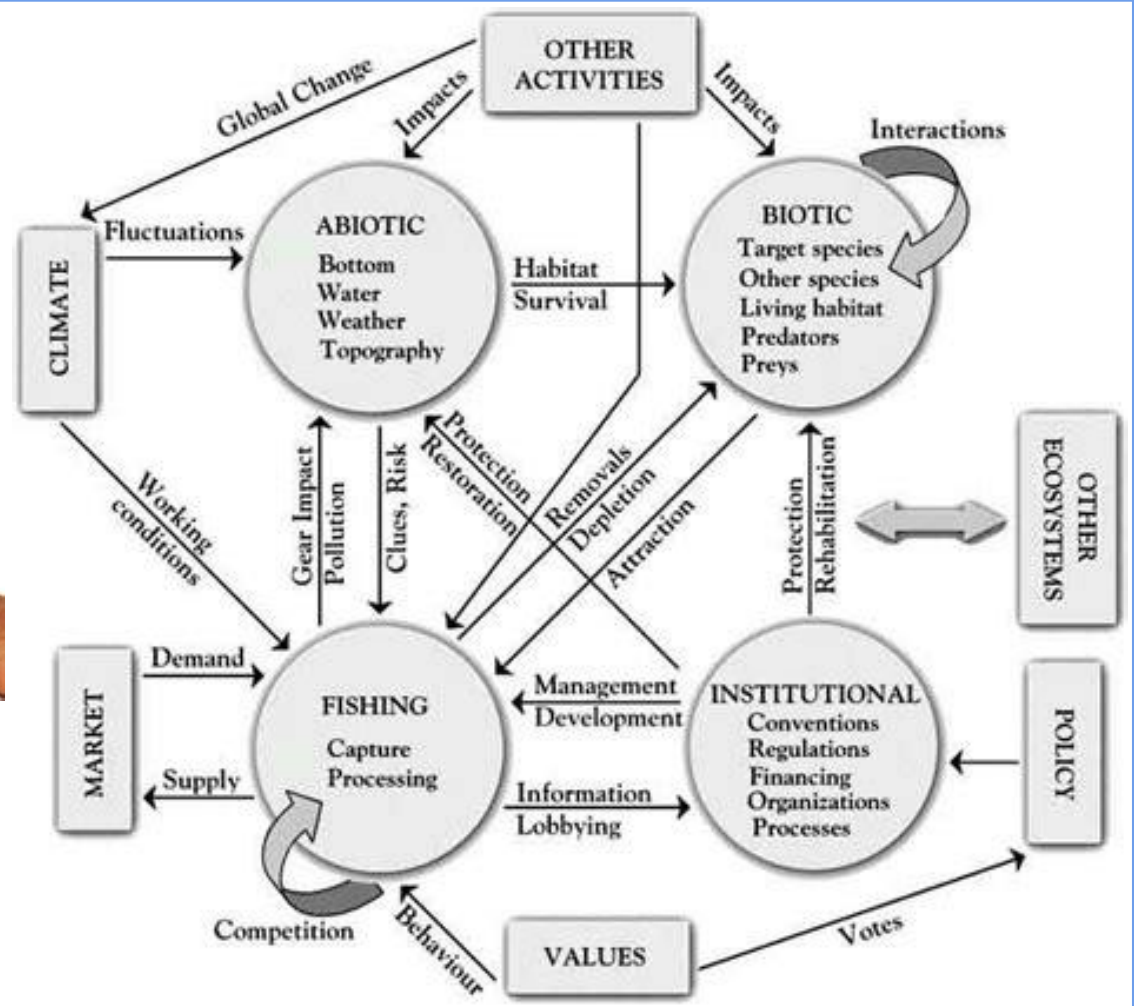 OTHER
ACTIVITIES
Global Change
Impacts
Impacts
Interactions
CLIMATE
Fluctuations
ABIOTIC
Bottom
Water
Weather
Topography
Habitat
Survival
BIOTIC
Target species
Other species
Living habitat
Predators
Preys
OTHER
ECOSYSTEMS
Working
conditions
Gear Impact
Pollution
Clues, Risk
Protection
Restoration
Removals
Depletion
Attraction
Protection
Rehabilitation
MARKET
Demand
Supply
FISHING
Capture
Processing
Management
Development
Information
Lobbying
INSTITUTIONAL
Conventions
Regulations
Financing
Organizations
Processes
POLICY
Competition
Behaviour
VALUES
Votes